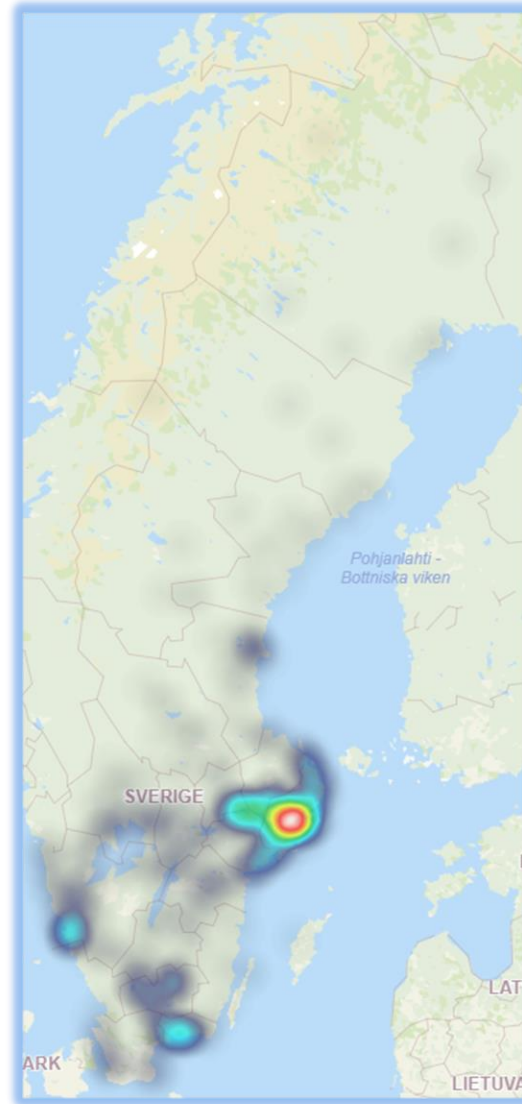 Pohjanlahti -
Bottniska viken
SVERIGE
LAT
ARK
LIETUVA